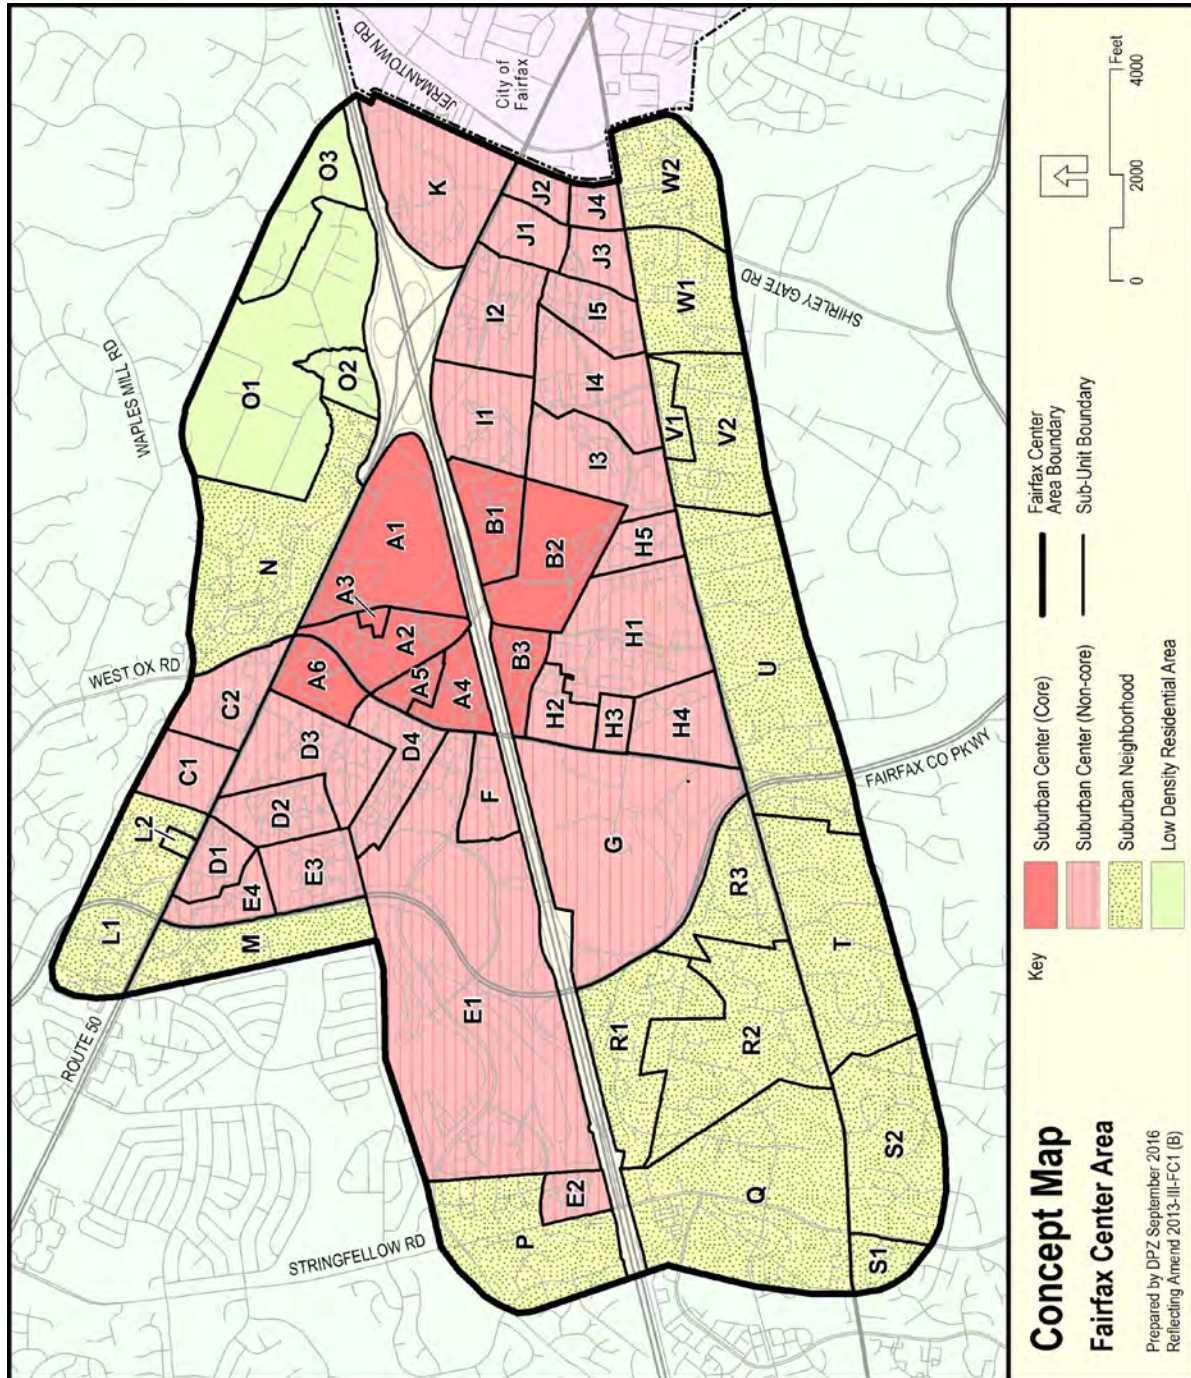 JERMANTOWN RD
City of
Fairfax
WAPLES MILL RD
WEST OX RD
ROUTE 50
STRINGFELLOW RD
SHIRLEY GATE RD
FAIRFAX CO PKWY
L1
L2
M
C1
C2
N
O1
O2
O3
D1
D2
D3
D4
E4
E3
A6
A3
A1
A2
A5
A4
K
F
E1
E2
P
B1
B2
B3
I1
I2
J1
J2
J3
J4
I3
I4
I5
G
H2
H3
H4
H1
H5
R1
R2
R3
Q
V1
V2
W1
W2
U
T
S1
S2
Concept Map
Fairfax Center Area
Prepared by DPZ September 2016
Reflecting Amend 2013-III-FC1 (B)
Key
Suburban Center (Core)
Suburban Center (Non-core)
Suburban Neighborhood
Low Density Residential Area
Fairfax Center
Area Boundary
Sub-Unit Boundary
0
2000
4000
Feet